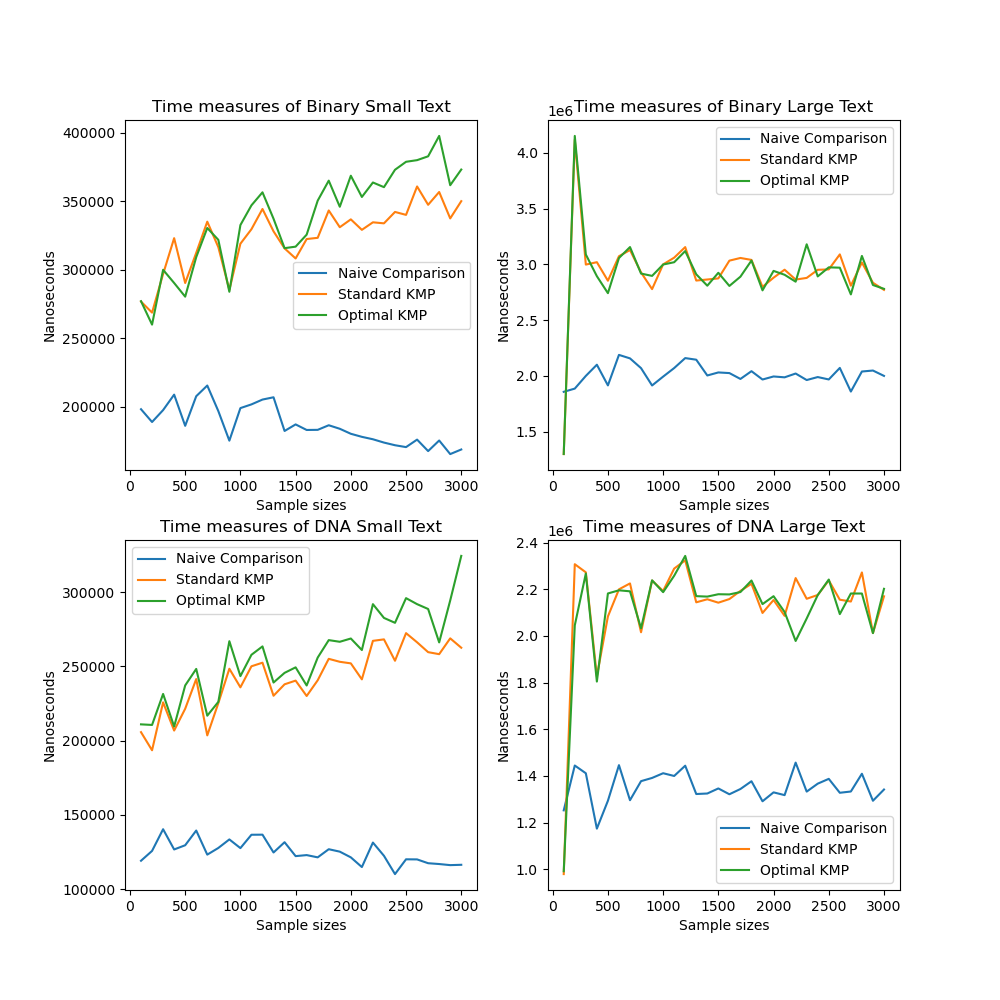 Time measures of Binary Small Text
400000
350000
300000
250000
200000
Nanoseconds
Naive Comparison
Standard KMP
Optimal KMP
0 500 1000 1500 2000 2500 3000
Sample sizes
1e6
Time measures of Binary Large Text
4.0
3.5
3.0
2.5
2.0
1.5
Nanoseconds
Naive Comparison
Standard KMP
Optimal KMP
0 500 1000 1500 2000 2500 3000
Sample sizes
Time measures of DNA Small Text
300000
250000
200000
150000
100000
Nanoseconds
Naive Comparison
Standard KMP
Optimal KMP
0 500 1000 1500 2000 2500 3000
Sample sizes
1e6
Time measures of DNA Large Text
2.4
2.2
2.0
1.8
1.6
1.4
1.2
1.0
Nanoseconds
Naive Comparison
Standard KMP
Optimal KMP
0 500 1000 1500 2000 2500 3000
Sample sizes